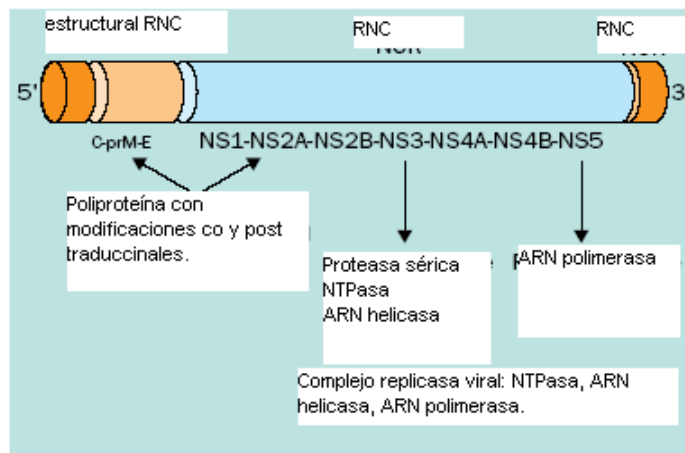 estructural RNC
RNC
RNC
5'
3
C-prM-E
NS1-NS2A-NS2B-NS3-NS4A-NS4B-NS5
Poliproteína con
modificaciones co y post
traduccinales.
Proteasa sérica
NTPasa
ARN helicasa
ARN polimerasa
Complejo replicasa viral: NTPasa, ARN
helicasa, ARN polimerasa.